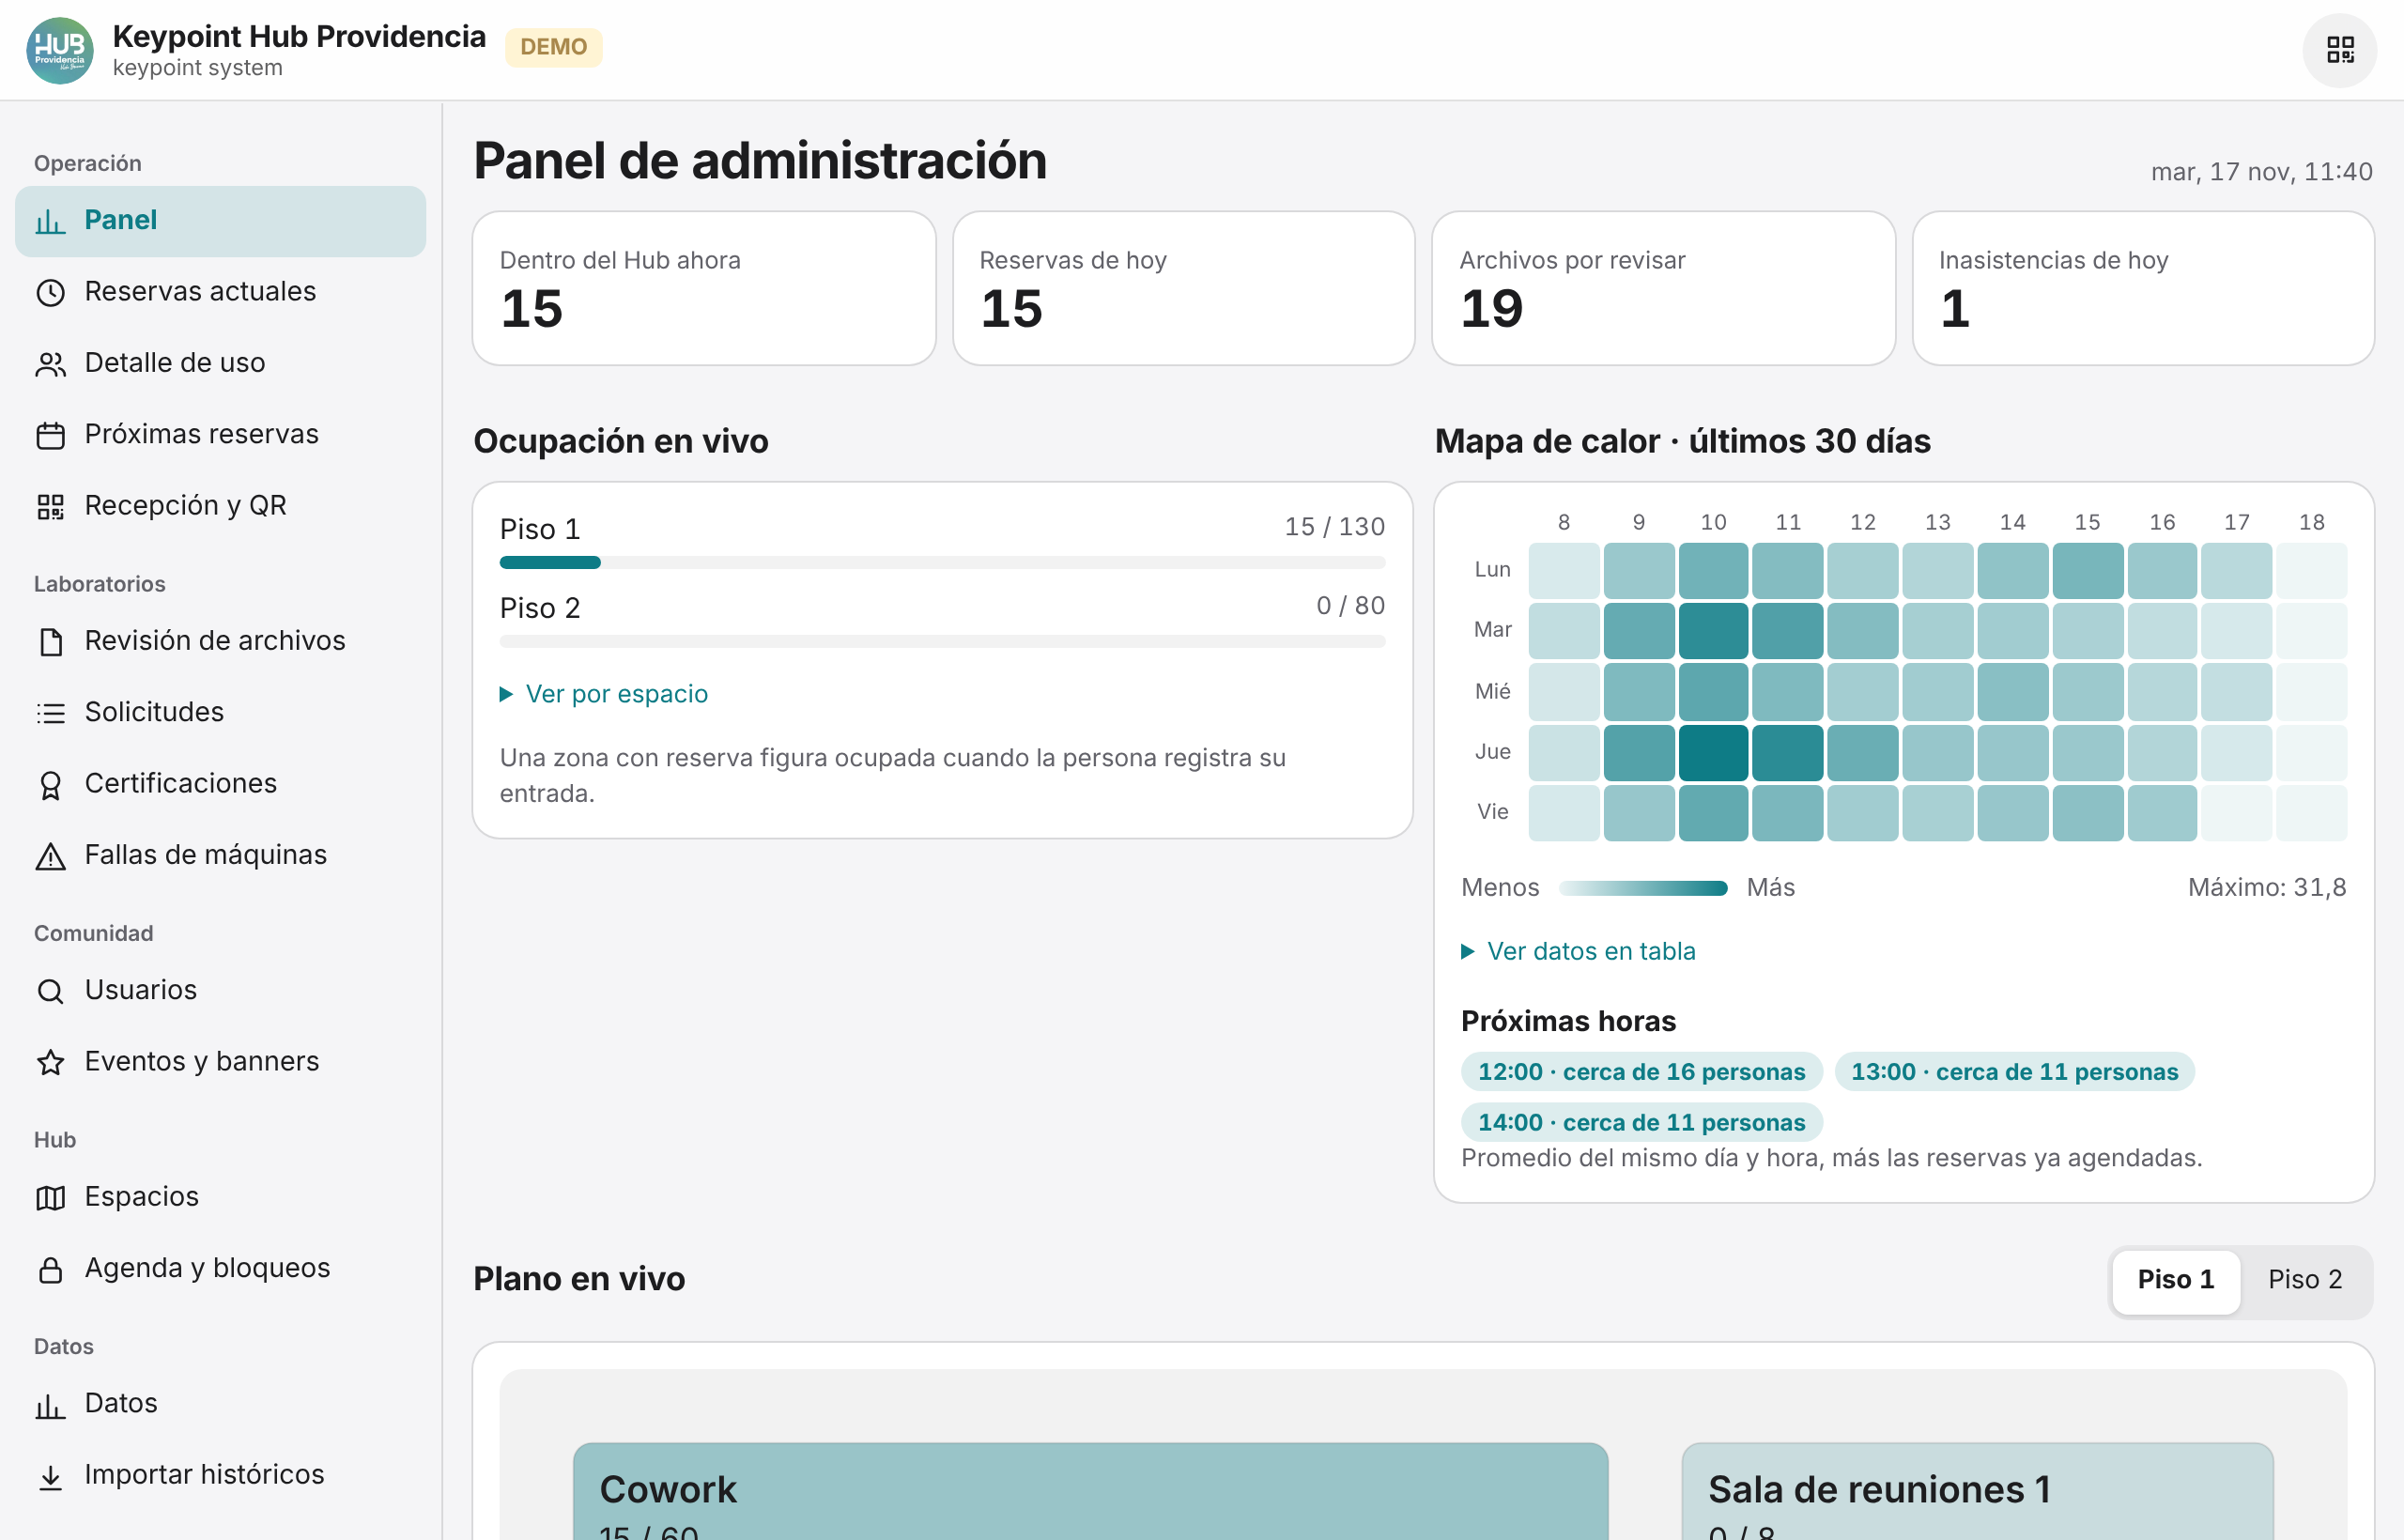 HUB
Providencia
Keypoint Hub Providencia
DEMO
keypoint system
Operación
Panel
Reservas actuales
Detalle de uso
Próximas reservas
Recepción y QR
Laboratorios
Revisión de archivos
Solicitudes
Certificaciones
Fallas de máquinas
Comunidad
Usuarios
Eventos y banners
Hub
Espacios
Agenda y bloqueos
Datos
Datos
Importar históricos
Panel de administración
mar, 17 nov, 11:40
Dentro del Hub ahora
15
Reservas de hoy
15
Archivos por revisar
19
Inasistencias de hoy
1
Ocupación en vivo
Piso 1
15 / 130
Piso 2
0 / 80
Ver por espacio
Una zona con reserva figura ocupada cuando la persona registra su
entrada.
Mapa de calor · últimos 30 días
8 9 10 11 12 13 14 15 16 17 18
Lun
Mar
Mié
Jue
Vie
Menos
Más
Máximo: 31,8
Ver datos en tabla
Próximas horas
12:00 · cerca de 16 personas
13:00 · cerca de 11 personas
14:00 · cerca de 11 personas
Promedio del mismo día y hora, más las reservas ya agendadas.
Plano en vivo
Piso 1
Piso 2
Cowork
15 / 60
Sala de reuniones 1
0 / 8